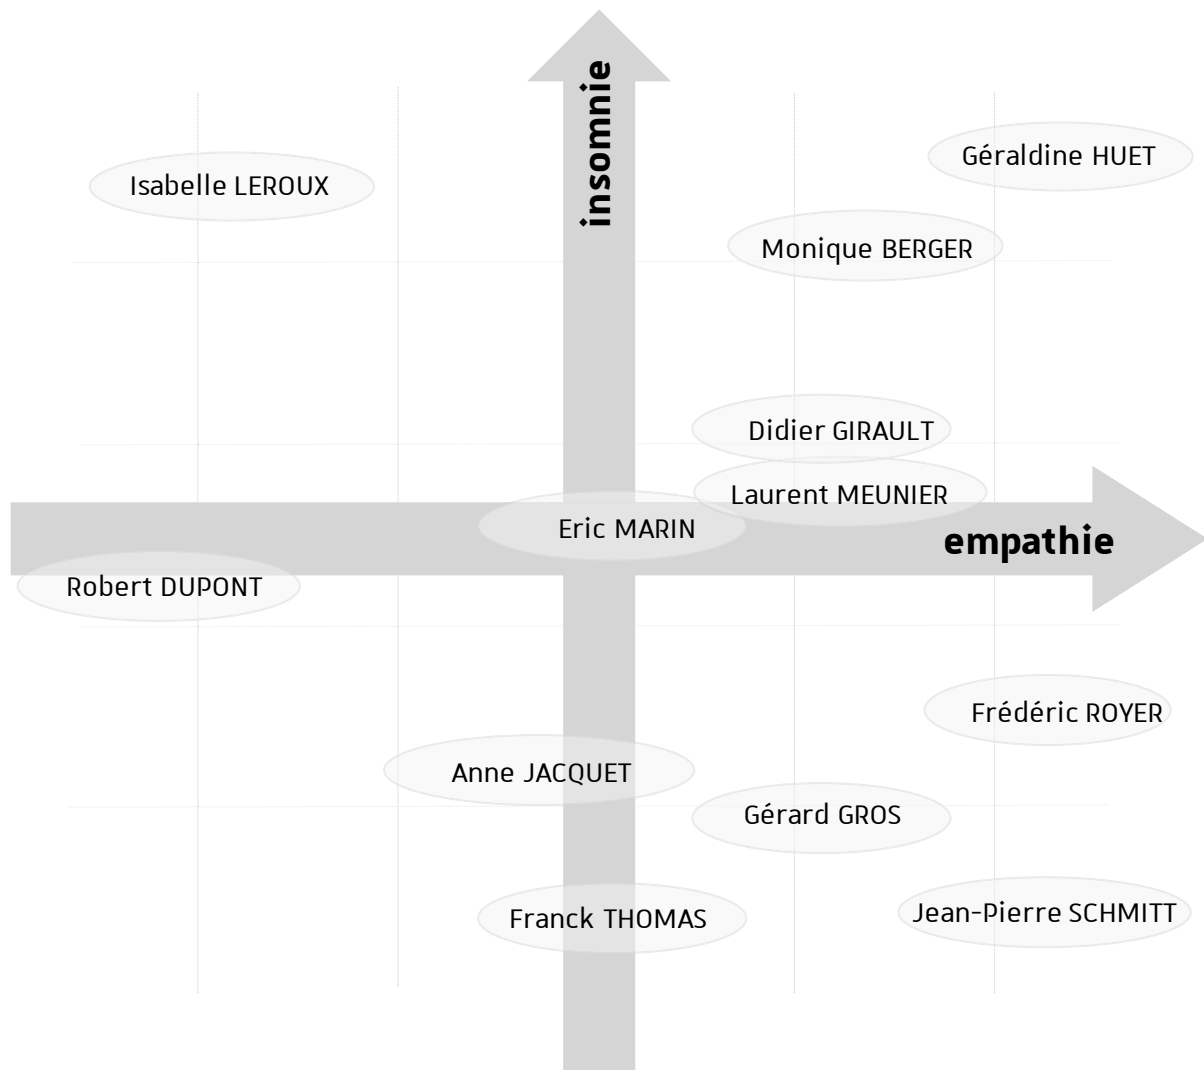 insomnie
Géraldine HUET
Isabelle LEROUX
Monique BERGER
Didier GIRAULT
Laurent MEUNIER
Eric MARIN
empathie
Robert DUPONT
Frédéric ROYER
Anne JACQUET
Gérard GROS
Jean-Pierre SCHMITT
Franck THOMAS